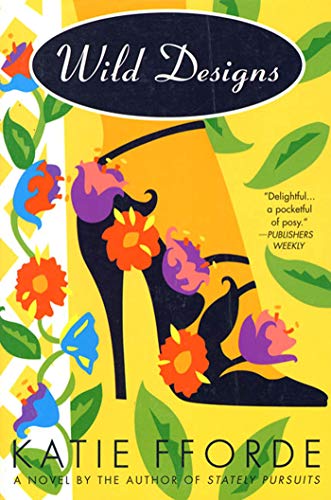 Wild Designs
"Delightful...
a pocketful
of posy."
—PUBLISHERS
WEEKLY
KATIE FFORDE
A NOVEL BY THE AUTHOR OF STATELY PURSUITS